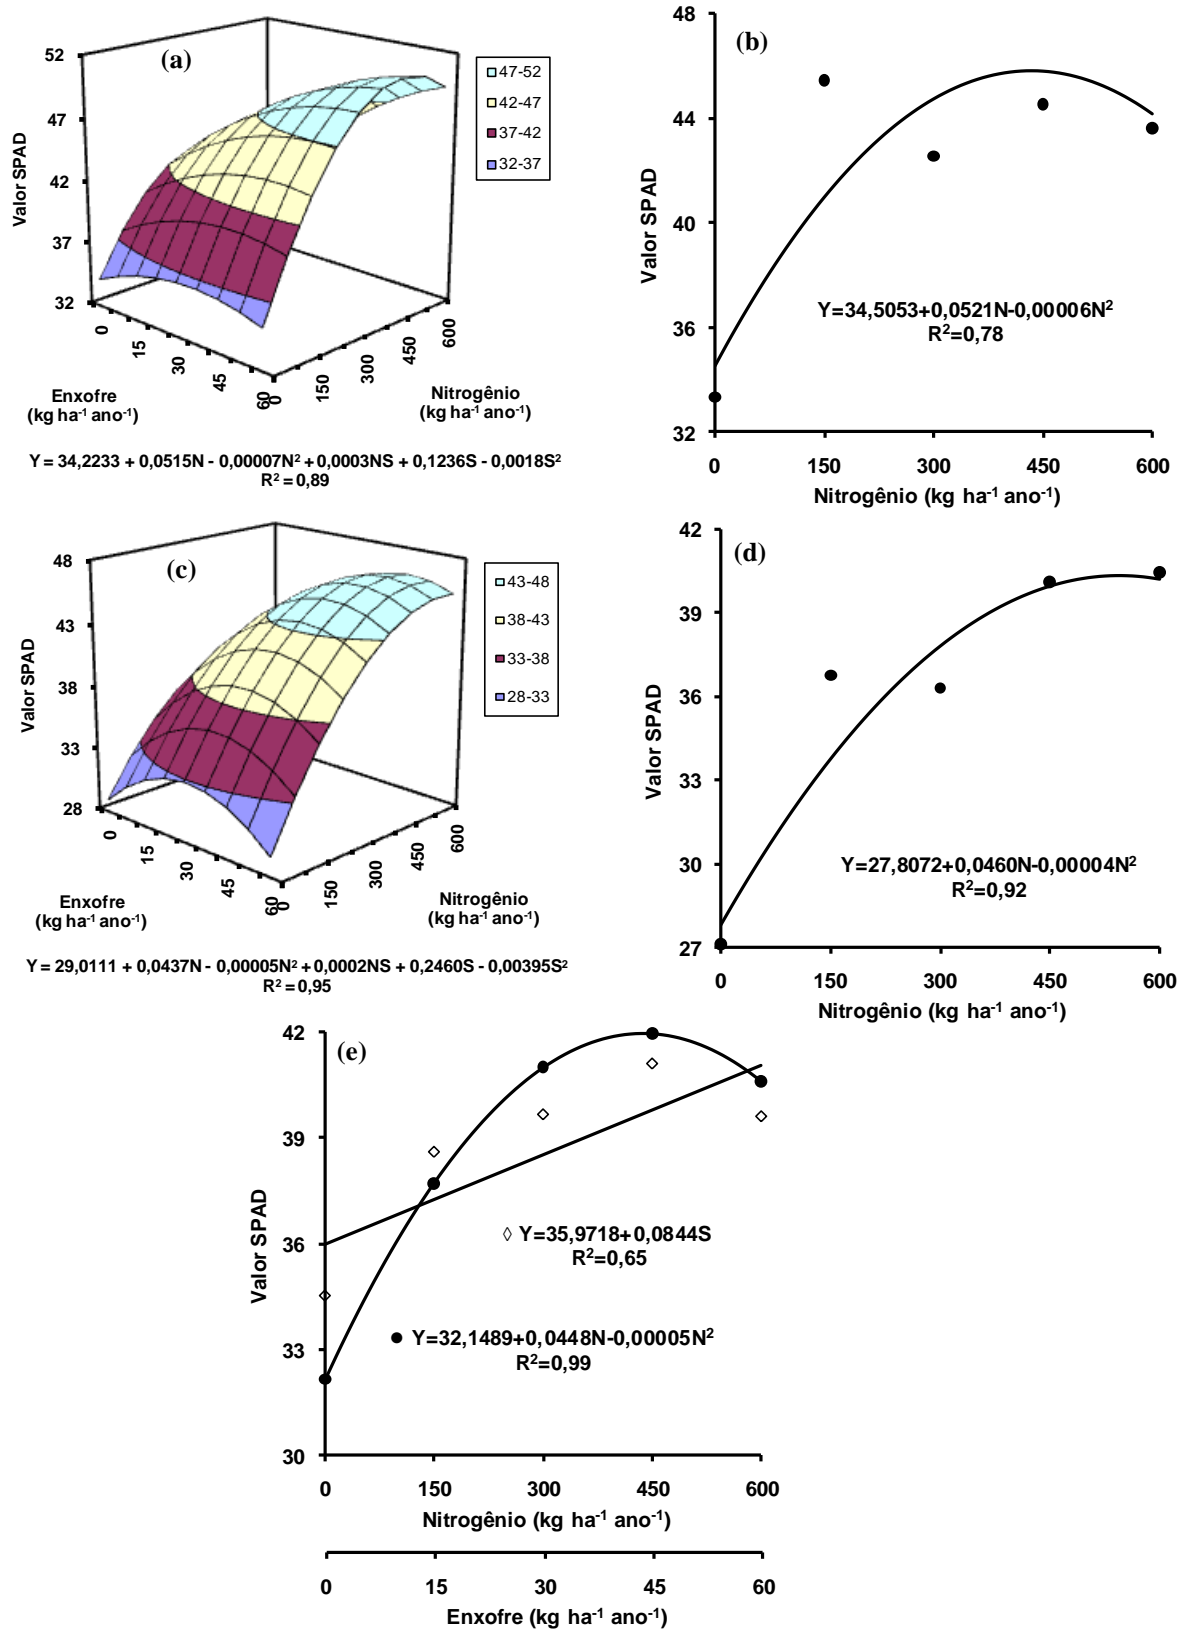 (a)
52
47
42
37
32
Valor SPAD
47-52
42-47
37-42
32-37
0
15
30
45
60
0
150
300
450
600
Enxofre
(kg ha⁻¹ ano⁻¹)
Nitrogênio
(kg ha⁻¹ ano⁻¹)
Y = 34,2233 + 0,0515N - 0,00007N² + 0,0003NS + 0,1236S - 0,0018S²
R² = 0,89
(b)
48
44
40
36
32
Valor SPAD
Y=34,5053+0,0521N-0,00006N²
R²=0,78
0 150 300 450 600
Nitrogênio (kg ha⁻¹ ano⁻¹)
(c)
48
43
38
33
28
Valor SPAD
43-48
38-43
33-38
28-33
0
15
30
45
60
0
150
300
450
600
Enxofre
(kg ha⁻¹ ano⁻¹)
Nitrogênio
(kg ha⁻¹ ano⁻¹)
Y = 29,0111 + 0,0437N - 0,00005N² + 0,0002NS + 0,2460S - 0,00395S²
R² = 0,95
(d)
42
39
36
33
30
27
Valor SPAD
Y=27,8072+0,0460N-0,00004N²
R²=0,92
0 150 300 450 600
Nitrogênio (kg ha⁻¹ ano⁻¹)
(e)
42
39
36
33
30
Valor SPAD
Y=35,9718+0,0844S
R²=0,65
Y=32,1489+0,0448N-0,00005N²
R²=0,99
0 150 300 450 600
Nitrogênio (kg ha⁻¹ ano⁻¹)
0 15 30 45 60
Enxofre (kg ha⁻¹ ano⁻¹)